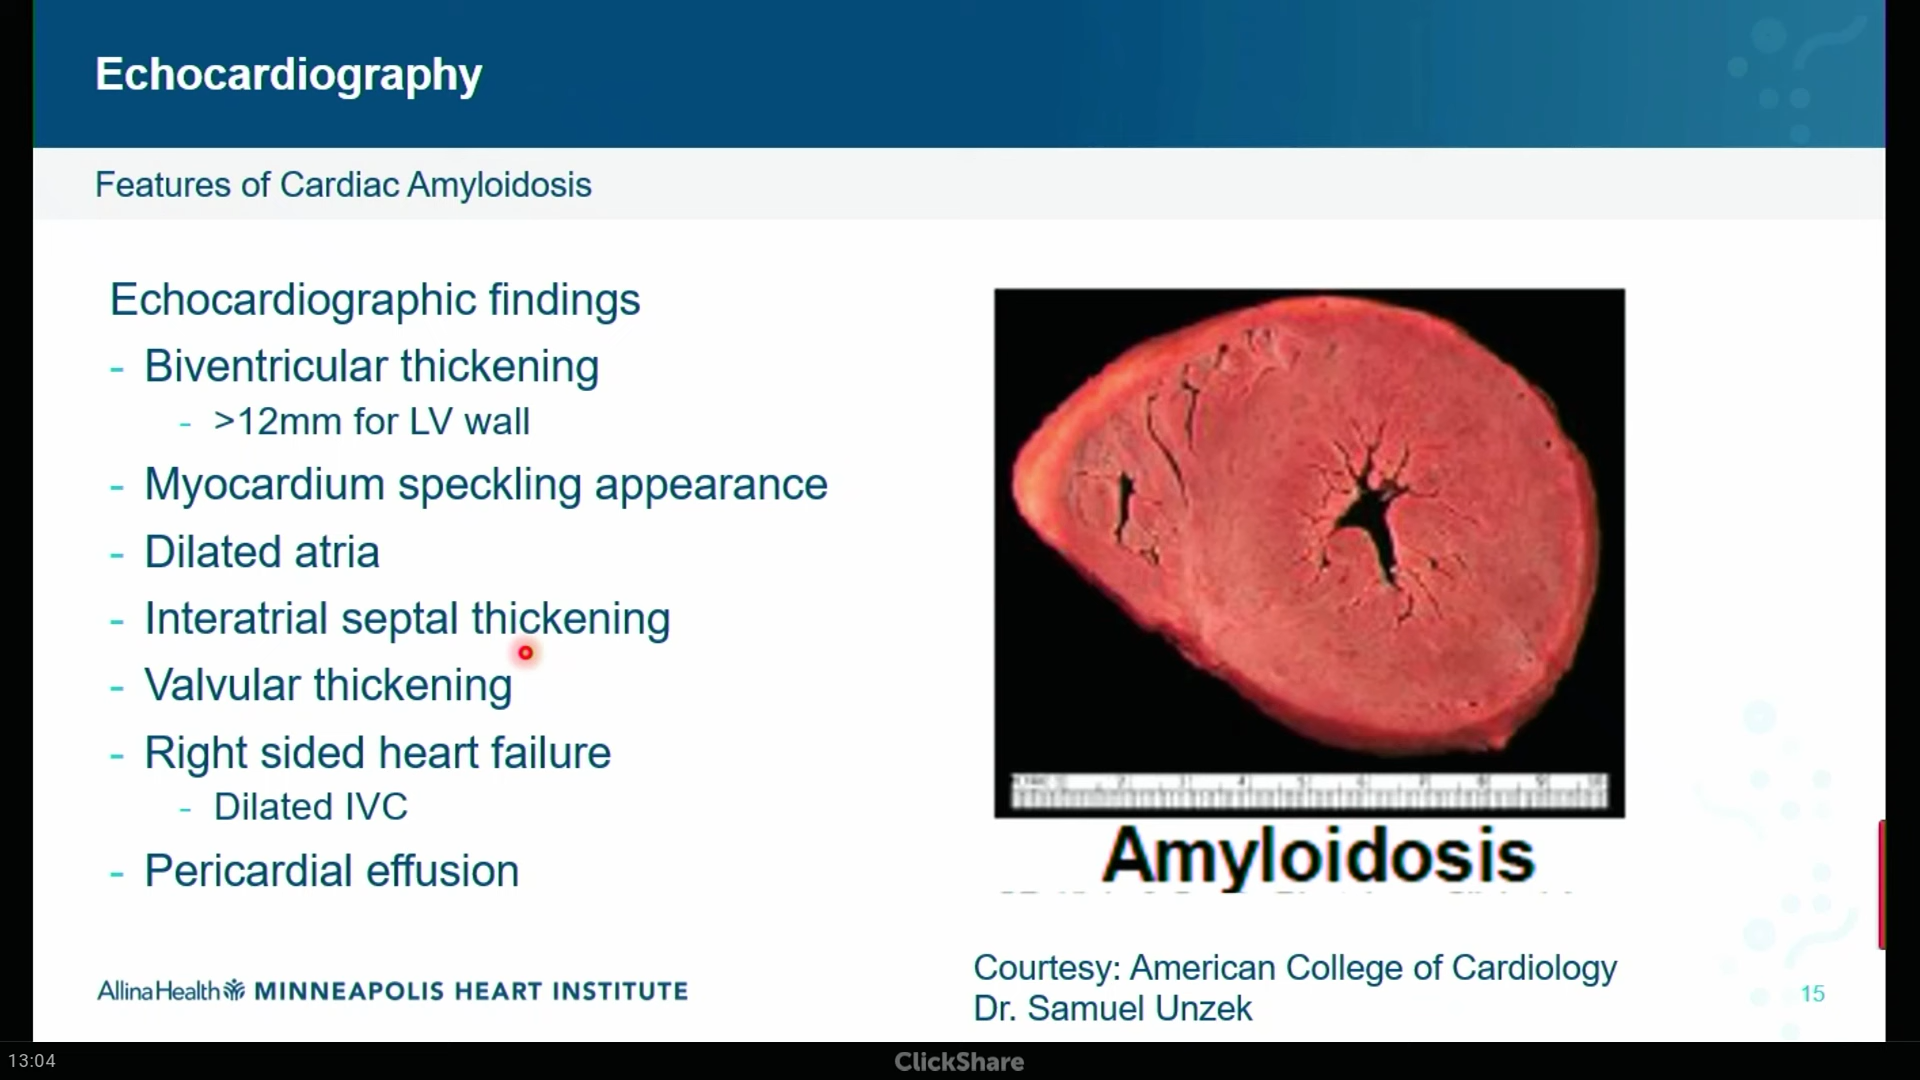 Echocardiography
Features of Cardiac Amyloidosis
Echocardiographic findings
- Biventricular thickening
- >12mm for LV wall
- Myocardium speckling appearance
- Dilated atria
- Interatrial septal thickening
- Valvular thickening
- Right sided heart failure
- Dilated IVC
- Pericardial effusion
Amyloidosis
Courtesy: American College of Cardiology
Dr. Samuel Unzek
AllinaHealth MINNEAPOLIS HEART INSTITUTE
15
13:04
ClickShare